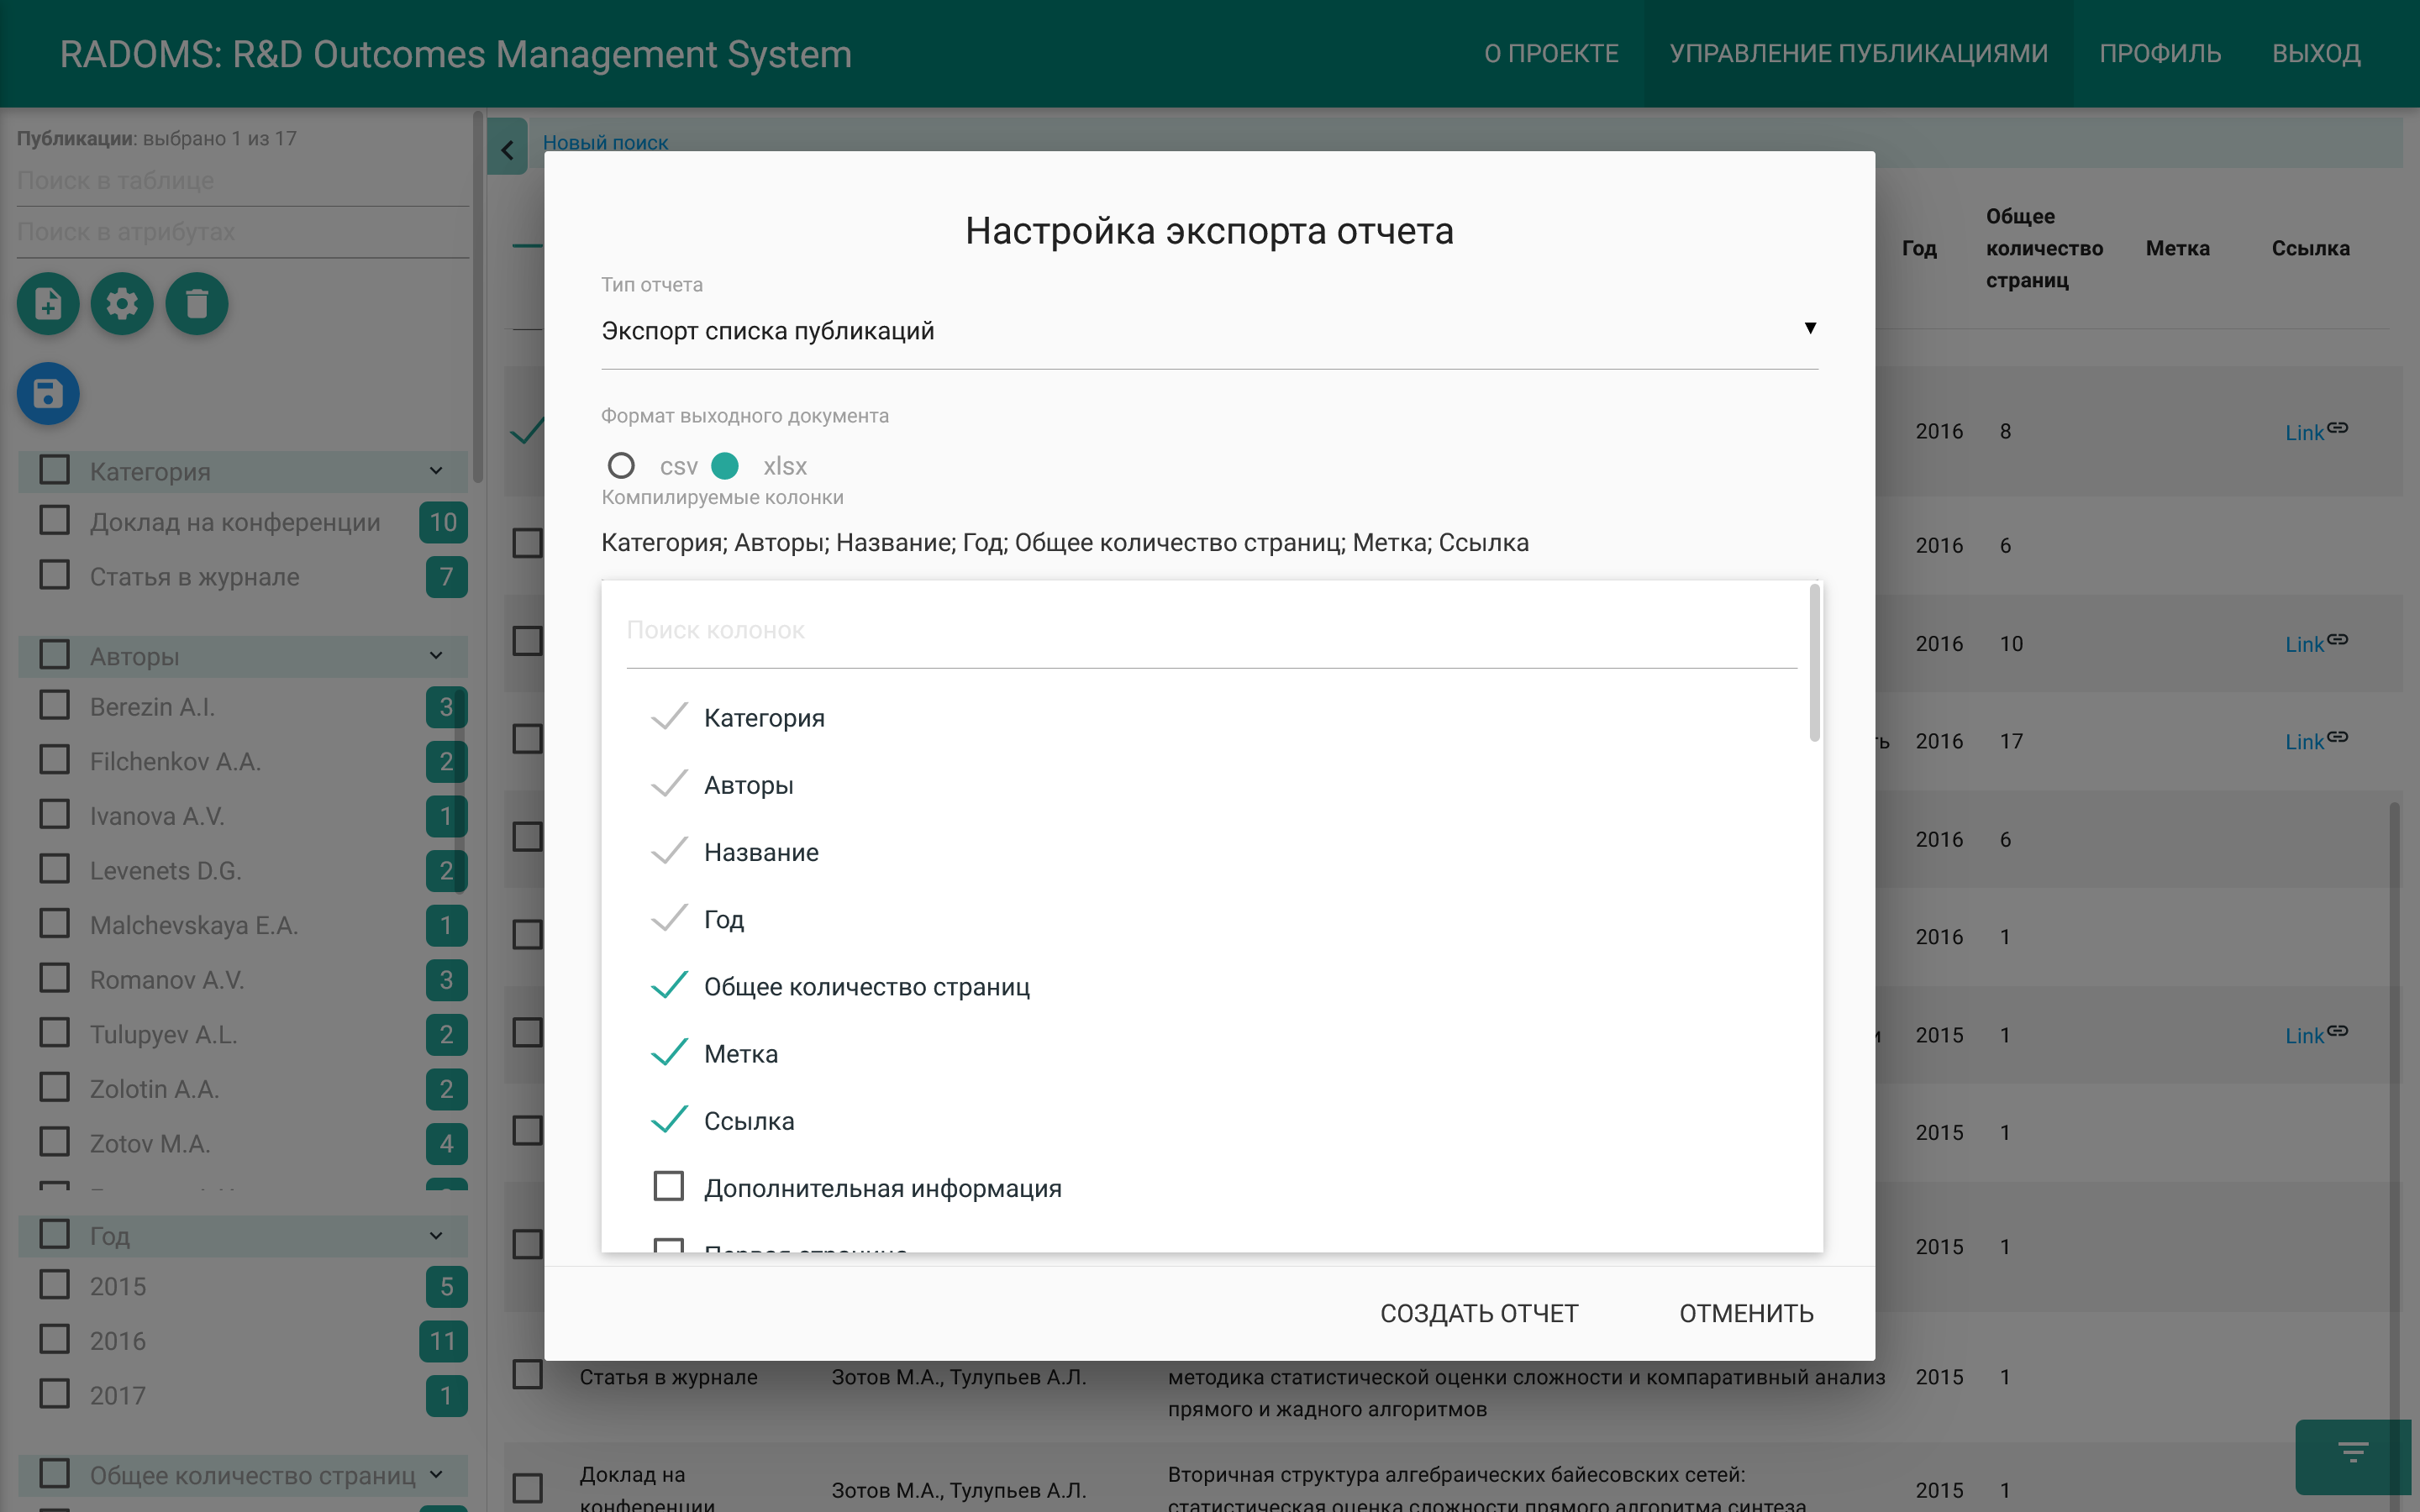 RADOMS: R&D Outcomes Management System
О ПРОЕКТЕ
УПРАВЛЕНИЕ ПУБЛИКАЦИЯМИ
ПРОФИЛЬ
ВЫХОД
Публикации: выбрано 1 из 17
Поиск в таблице
Поиск в атрибутах
Категория
Доклад на конференции 10
Статья в журнале 7
Авторы
Berezin A.I. 3
Filchenkov A.A. 2
Ivanova A.V. 1
Levenets D.G. 2
Malchevskaya E.A. 1
Romanov A.V. 3
Tulupyev A.L. 2
Zolotin A.A. 2
Zotov M.A. 4
Год
2015 5
2016 11
2017 1
Общее количество страниц
Новый поиск
Настройка экспорта отчета
Тип отчета
Экспорт списка публикаций
Формат выходного документа
csv xlsx
Компилируемые колонки
Категория; Авторы; Название; Год; Общее количество страниц; Метка; Ссылка
Поиск колонок
Категория
Авторы
Название
Год
Общее количество страниц
Метка
Ссылка
Дополнительная информация
СОЗДАТЬ ОТЧЕТ
ОТМЕНИТЬ
Год
Общее
количество
страниц
Метка
Ссылка
2016 8 Link
2016 6
2016 10 Link
ть 2016 17 Link
2016 6
2016 1
2015 1 Link
2015 1
2015 1
Статья в журнале Зотов М.А., Тулупьев А.Л. методика статистической оценки сложности и компаративный анализ 2015 1
прямого и жадного алгоритмов
Доклад на
конференции
Зотов М.А., Тулупьев А.Л.
Вторичная структура алгебраических байесовских сетей:
статистическая оценка сложности прямого алгоритма синтеза
2015 1